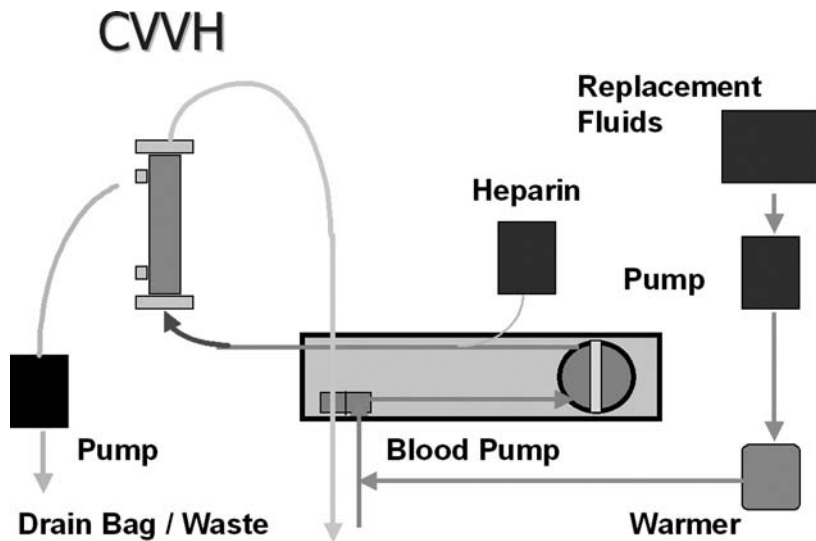 CVVH
Replacement
Fluids
Heparin
Pump
Pump
Blood Pump
Drain Bag / Waste
Warmer